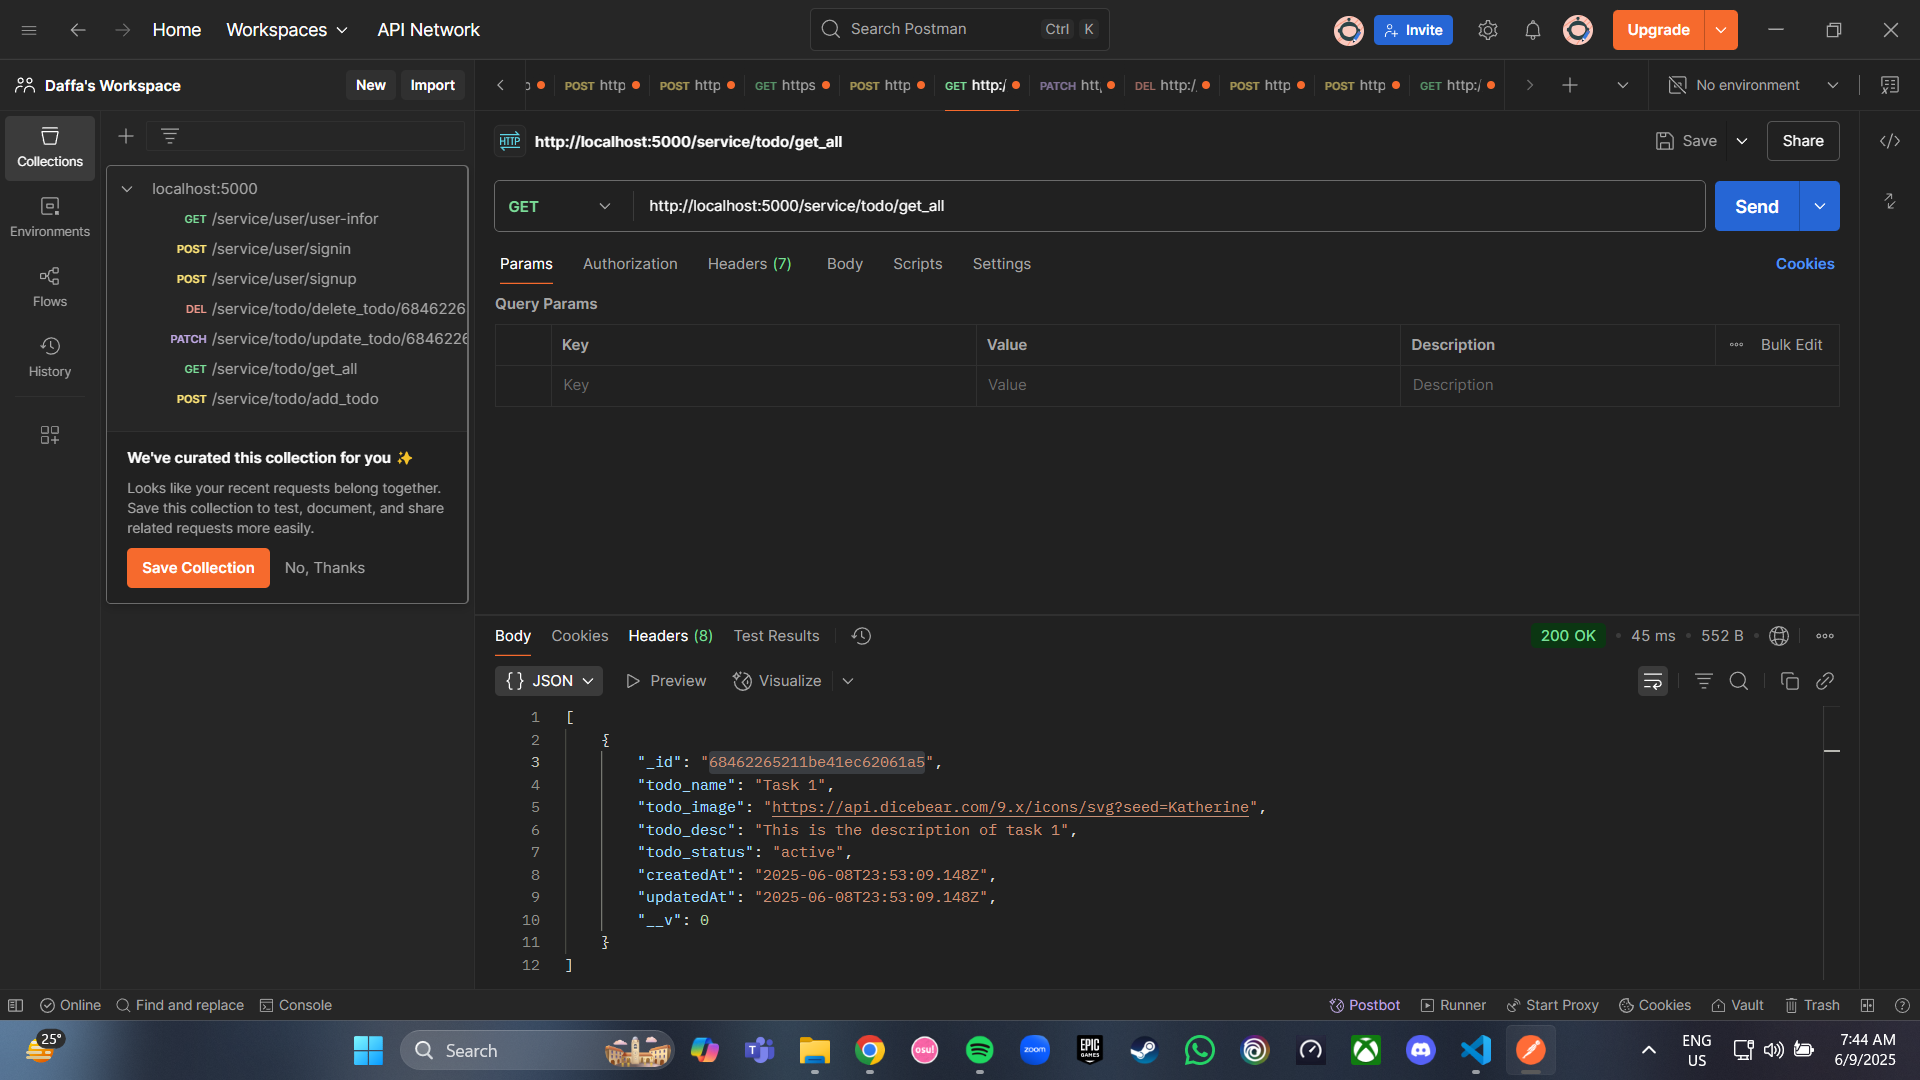 Home
Workspaces
API Network
Search Postman
Ctrl
K
Invite
Upgrade
Daffa's Workspace
New
Import
POST http
POST http
GET https
POST http
GET http:/
PATCH htt
DEL http:/
POST http
POST http
GET http:/
No environment
Collections
Environments
Flows
History
localhost:5000
GET /service/user/user-infor
POST /service/user/signin
POST /service/user/signup
DEL /service/todo/delete_todo/6846226
PATCH /service/todo/update_todo/6846226
GET /service/todo/get_all
POST /service/todo/add_todo
We've curated this collection for you ✨
Looks like your recent requests belong together.
Save this collection to test, document, and share
related requests more easily.
Save Collection
No, Thanks
HTTP
http://localhost:5000/service/todo/get_all
Save
Share
GET
http://localhost:5000/service/todo/get_all
Send
Params
Authorization
Headers (7)
Body
Scripts
Settings
Cookies
Query Params
Key
Value
Description
Bulk Edit
Key
Value
Description
Body
Cookies
Headers (8)
Test Results
200 OK
45 ms
552 B
{} JSON
Preview
Visualize
1 [
2 {
3 "_id": "68462265211be41ec62061a5",
4 "todo_name": "Task 1",
5 "todo_image": "https://api.dicebear.com/9.x/icons/svg?seed=Katherine",
6 "todo_desc": "This is the description of task 1",
7 "todo_status": "active",
8 "createdAt": "2025-06-08T23:53:09.148Z",
9 "updatedAt": "2025-06-08T23:53:09.148Z",
10 "__v": 0
11 }
12 ]
Online
Find and replace
Console
Postbot
Runner
Start Proxy
Cookies
Vault
Trash
25°
Search
osu!
zoom
EPIC
GAMES
ENG
US
7:44 AM
6/9/2025